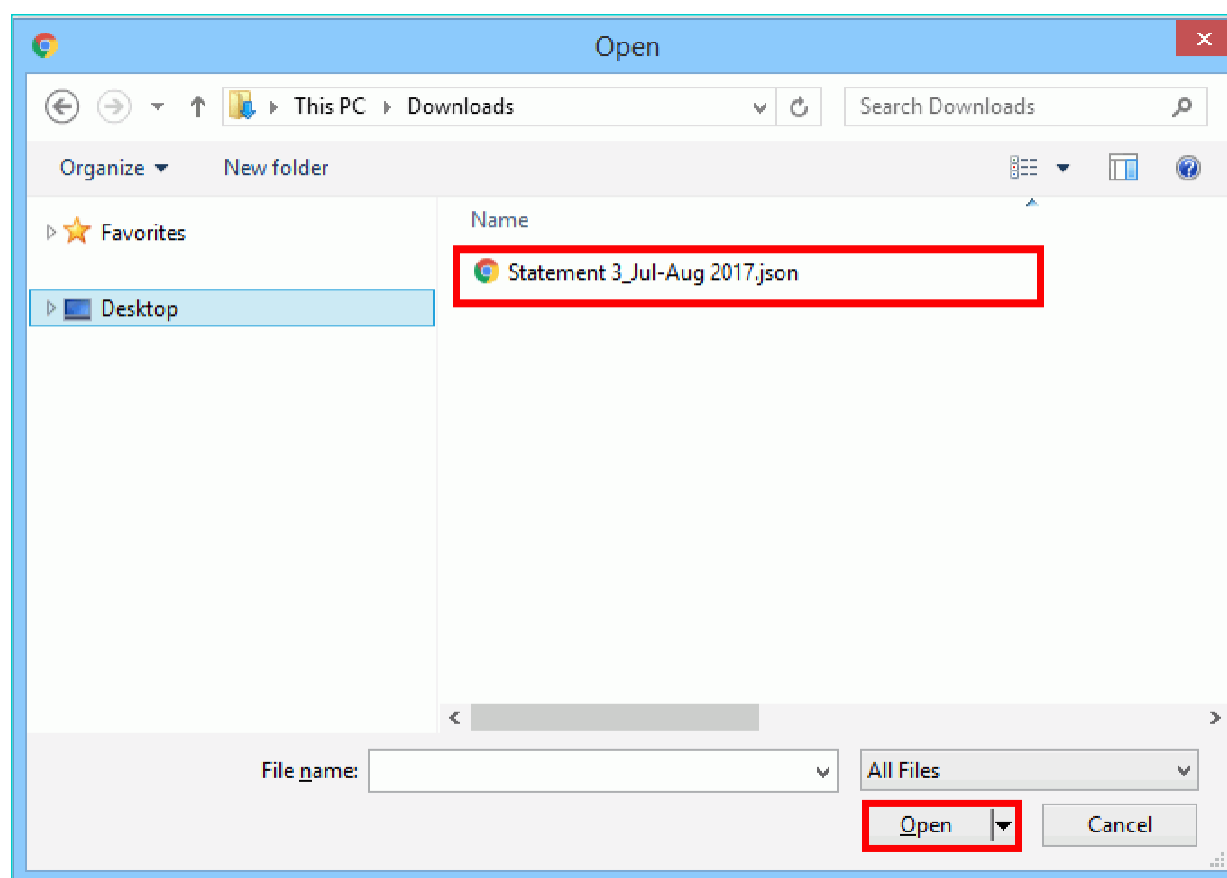 Open
This PC Downloads
Search Downloads
Organize
New folder
Name
Favorites
Statement 3_Jul-Aug 2017.json
Desktop
File name:
All Files
Open
Cancel